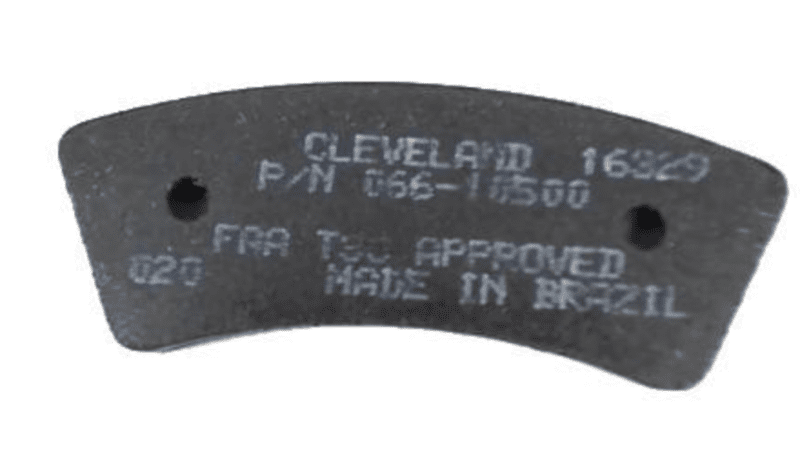 CLEVELAND 16329
P/N 066-10500
FAA TSO APPROVED
020 MADE IN BRAZIL